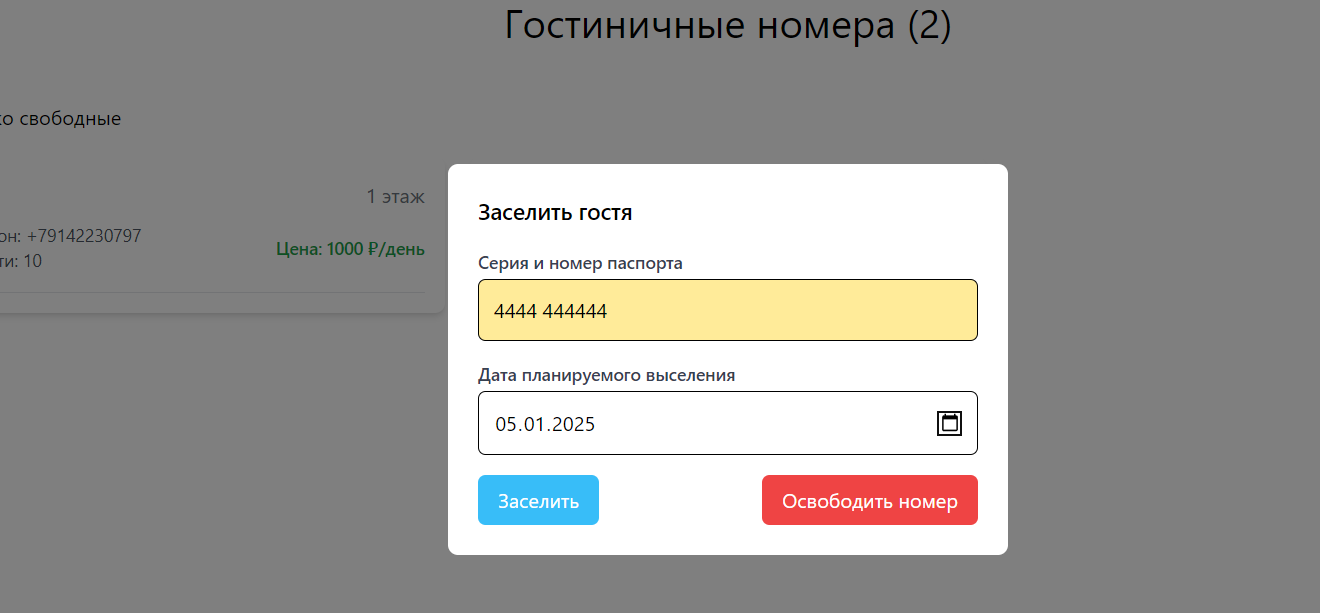 Гостиничные номера (2)
ко свободные
1 этаж
он: +79142230797
Цена: 1000 ₽/день
ти: 10
Заселить гостя
Серия и номер паспорта
4444 444444
Дата планируемого выселения
05.01.2025
Заселить
Освободить номер